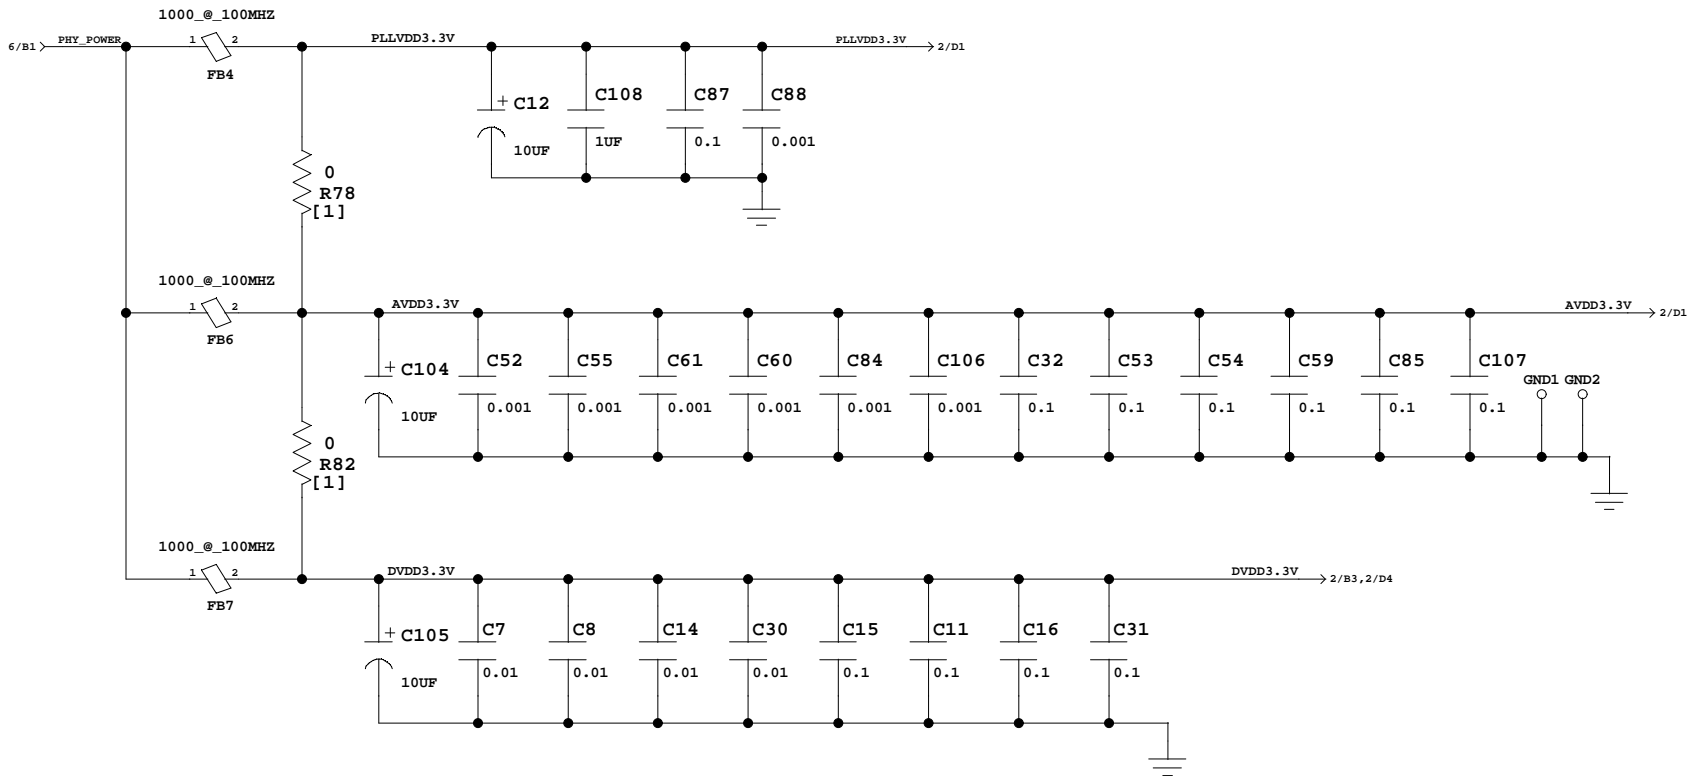 1000_@_100MHZ
6/B1 PHY_POWER 1 2 PLLVDD3.3V PLLVDD3.3V 2/D1
FB4
C12 C108 C87 C88
+
10UF 1UF 0.1 0.001
0
R78
[1]
1000_@_100MHZ
1 2 AVDD3.3V AVDD3.3V 2/D1
FB6
C104 C52 C55 C61 C60 C84 C106 C32 C53 C54 C59 C85 C107
+
GND1 GND2
10UF 0.001 0.001 0.001 0.001 0.001 0.001 0.1 0.1 0.1 0.1 0.1 0.1
0
R82
[1]
1000_@_100MHZ
1 2 DVDD3.3V DVDD3.3V 2/B3,2/D4
FB7
C105 C7 C8 C14 C30 C15 C11 C16 C31
+
10UF 0.01 0.01 0.01 0.01 0.1 0.1 0.1 0.1